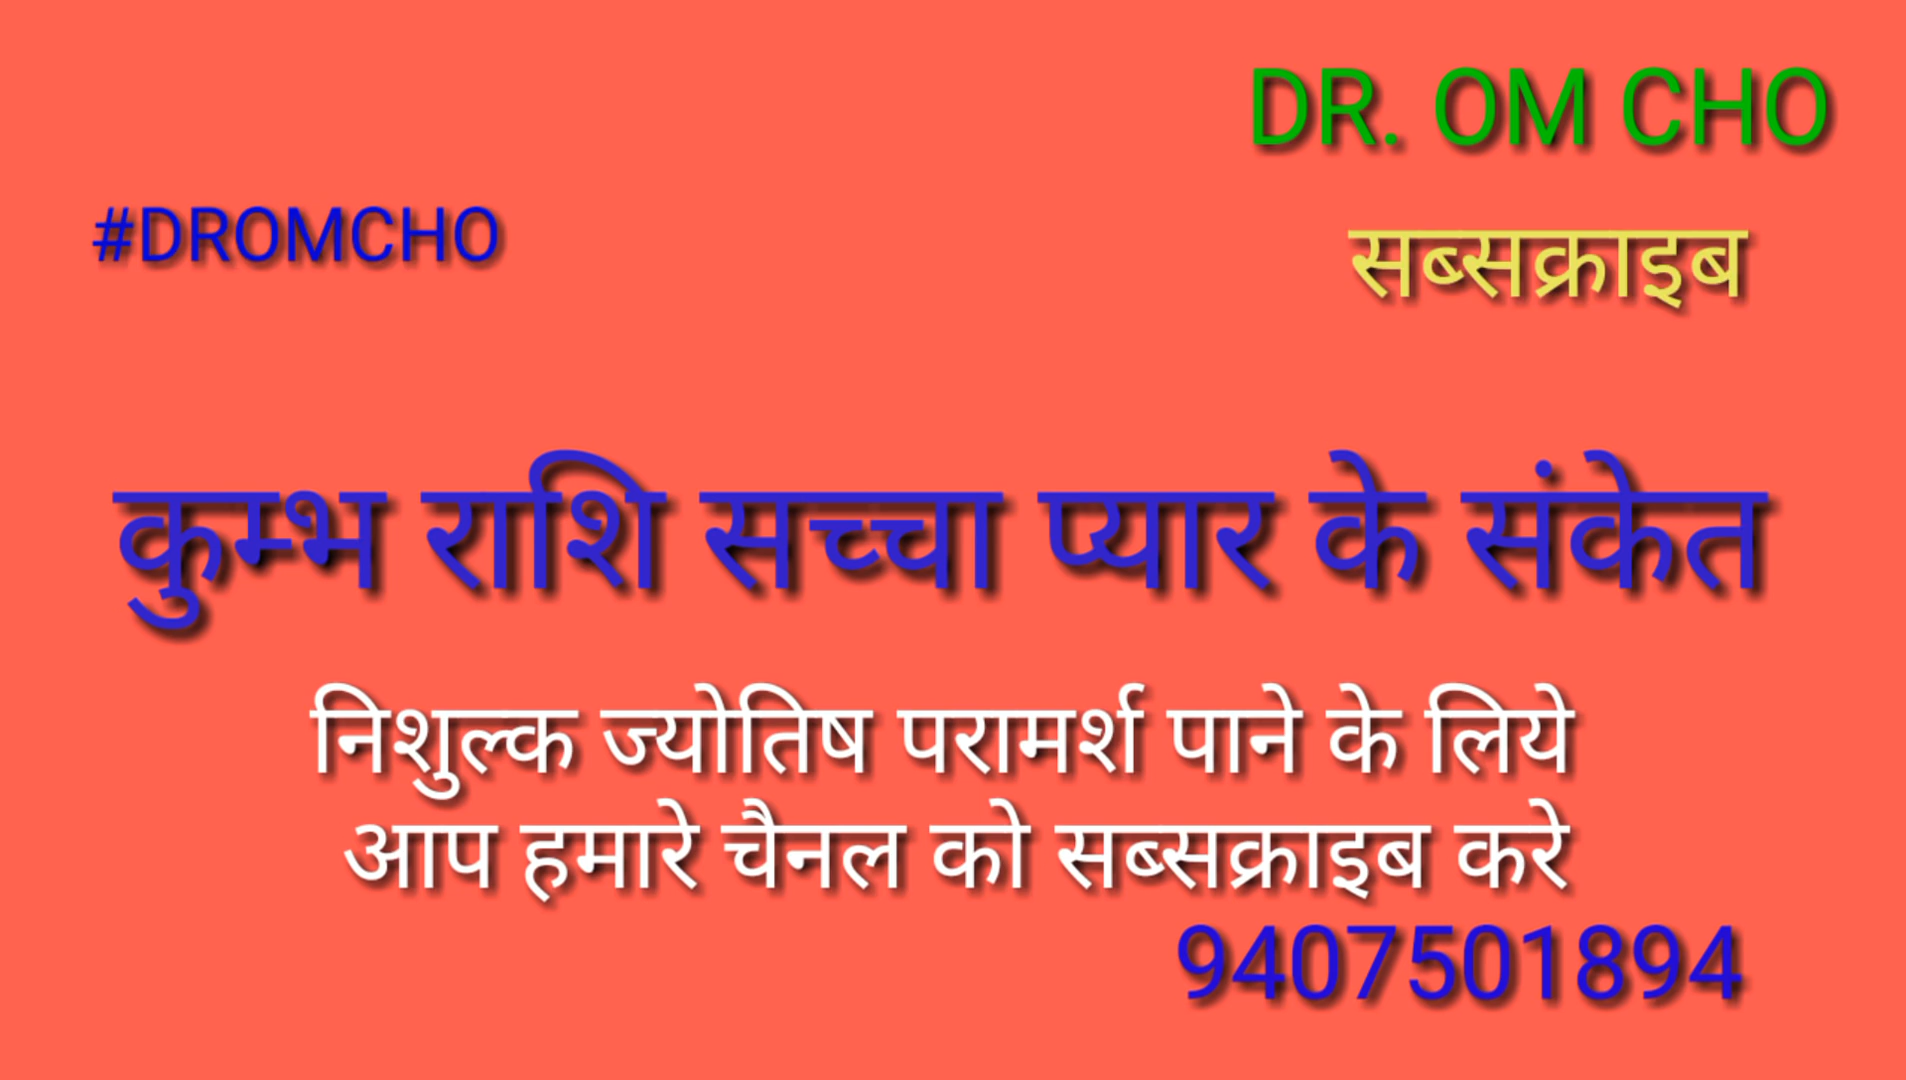 DR. OM CHO
#DROMCHO
सब्सक्राइब
कुम्भ राशि सच्चा प्यार के संकेत
निशुल्क ज्योतिष परामर्श पाने के लिये
आप हमारे चैनल को सब्सक्राइब करे
9407501894